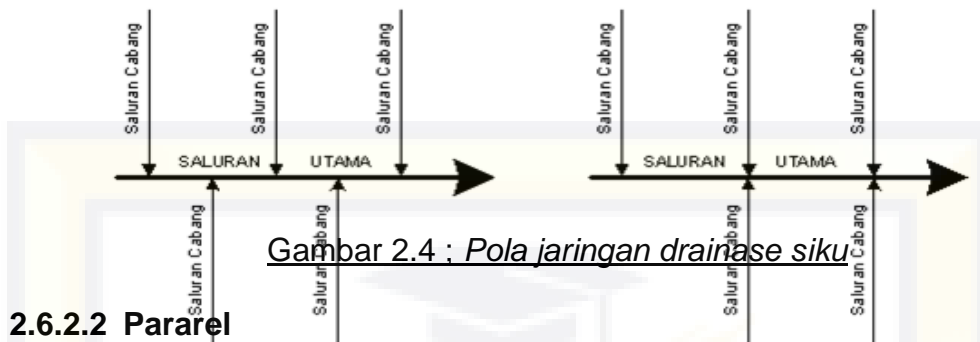 Saluran Cabang Saluran Cabang Saluran Cabang Saluran Cabang Saluran Cabang Saluran Cabang
SALURAN UTAMA SALURAN UTAMA
Saluran Cabang Saluran Cabang Saluran Cabang Saluran Cabang
Gambar 2.4 ; Pola jaringan drainase siku
2.6.2.2 Pararel